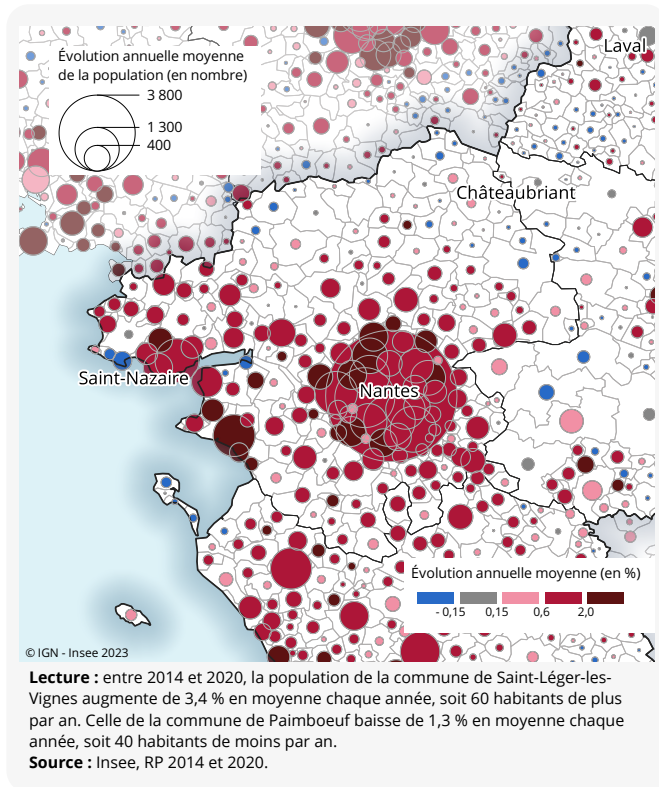 Évolution annuelle moyenne
de la population (en nombre)
3 800
1 300
400
Laval
Châteaubriant
Saint-Nazaire
Nantes
Évolution annuelle moyenne (en %)
- 0,15 0,15 0,6 2,0
© IGN - Insee 2023
Lecture : entre 2014 et 2020, la population de la commune de Saint-Léger-les-
Vignes augmente de 3,4 % en moyenne chaque année, soit 60 habitants de plus
par an. Celle de la commune de Paimboeuf baisse de 1,3 % en moyenne chaque
année, soit 40 habitants de moins par an.
Source : Insee, RP 2014 et 2020.